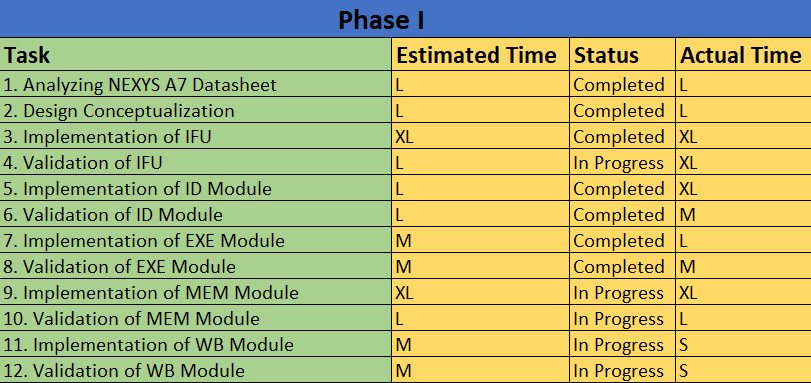 Phase I
Task Estimated Time Status Actual Time
1. Analyzing NEXYS A7 Datasheet L Completed L
2. Design Conceptualization L Completed L
3. Implementation of IFU XL Completed XL
4. Validation of IFU L In Progress XL
5. Implementation of ID Module L Completed XL
6. Validation of ID Module L Completed M
7. Implementation of EXE Module M Completed L
8. Validation of EXE Module M Completed M
9. Implementation of MEM Module XL In Progress XL
10. Validation of MEM Module L In Progress L
11. Implementation of WB Module M In Progress S
12. Validation of WB Module M In Progress S